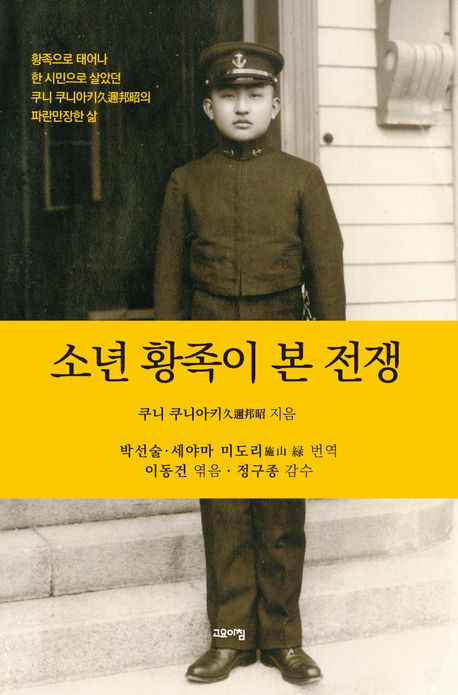 황족으로 태어나
한 시민으로 살았던
쿠니 쿠니아키久邇邦昭의
파란만장한 삶
소년 황족이 본 전쟁
쿠니 쿠니아키久邇邦昭 지음
박선술·세야마 미도리施山 緑 번역
이동건 엮음·정구종 감수
고요아침